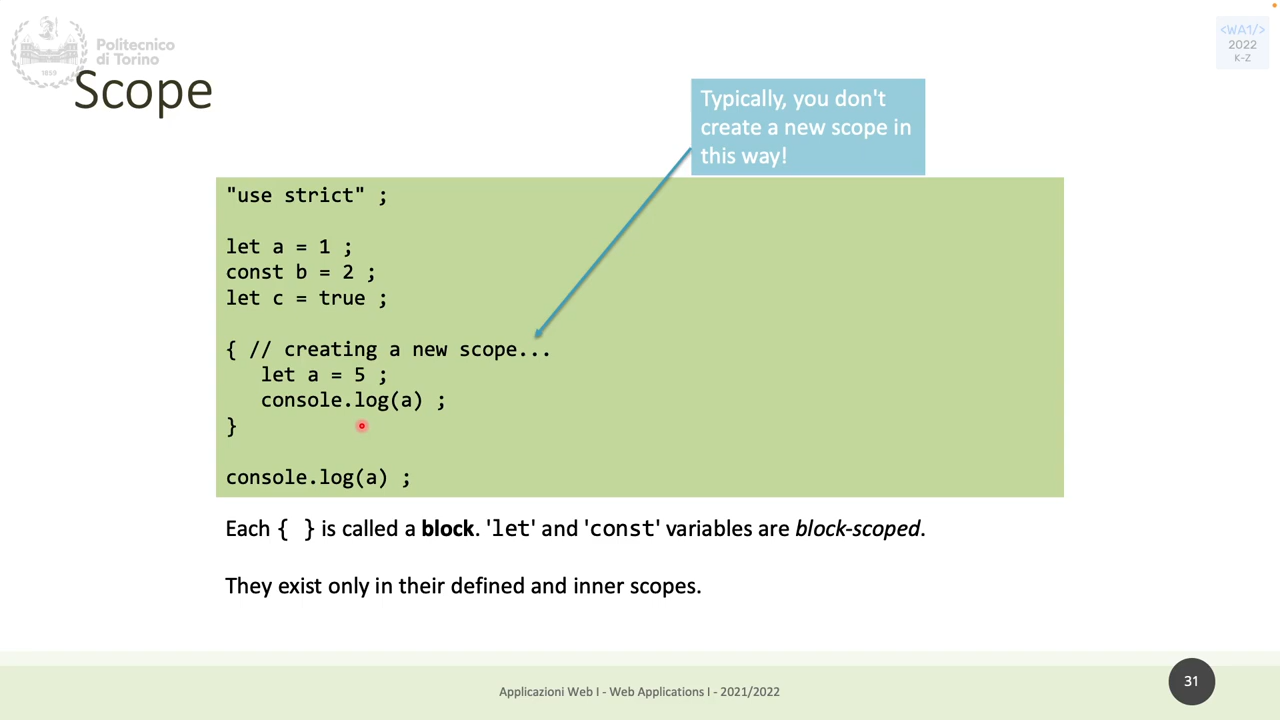 Politecnico
di Torino
1859
<WA1/>
2022
K-Z
Scope
Typically, you don't
create a new scope in
this way!
"use strict" ;
let a = 1 ;
const b = 2 ;
let c = true ;
{ // creating a new scope...
let a = 5 ;
console.log(a) ;
}
console.log(a) ;
Each { } is called a block. 'let' and 'const' variables are block-scoped.
They exist only in their defined and inner scopes.
Applicazioni Web I - Web Applications I - 2021/2022
31